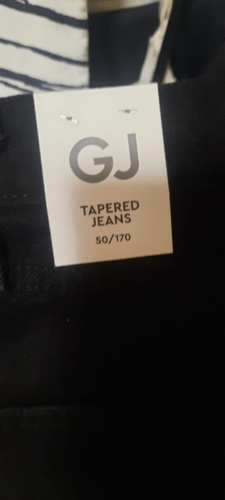 GJ
TAPERED
JEANS
50/170